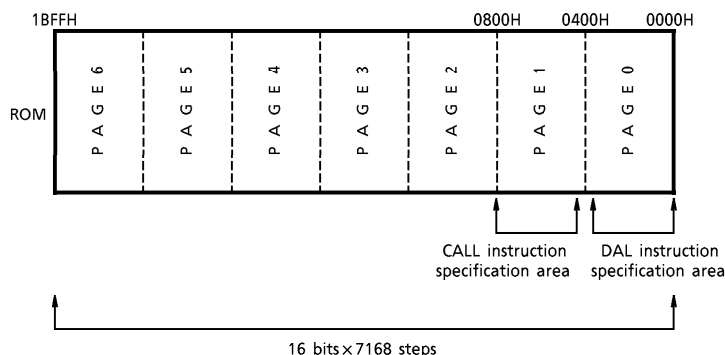 1BFFH 0800H 0400H 0000H
ROM
PAGE6
PAGE5
PAGE4
PAGE3
PAGE2
PAGE1
PAGE0
CALL instruction
specification area
DAL instruction
specification area
16 bits×7168 steps